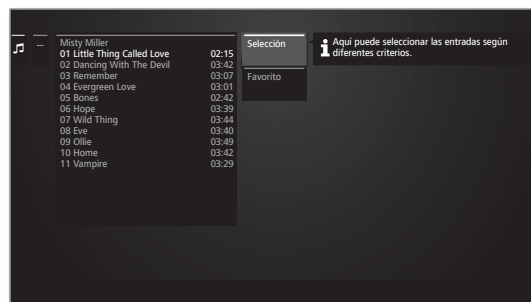 ...
Misty Miller
01 Little Thing Called Love 02:15
02 Dancing With The Devil 03:42
03 Remember 03:07
04 Evergreen Love 03:01
05 Bones 02:42
06 Hope 03:39
07 Wild Thing 03:44
08 Eve 03:40
09 Ollie 03:49
10 Home 03:42
11 Vampire 03:29
Selección
Favorito
Aquí puede seleccionar las entradas según
diferentes criterios.